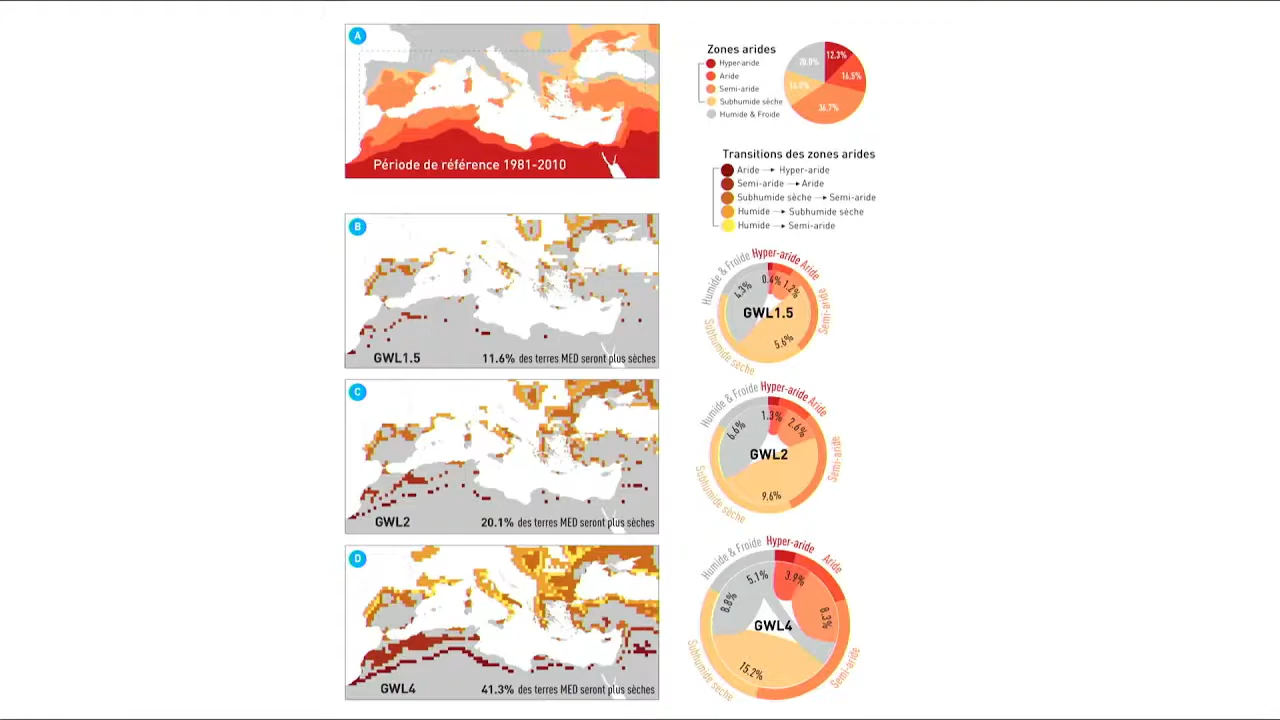 A
Période de référence 1981-2010
Zones arides
Hyper-aride
Aride
Semi-aride
Subhumide sèche
Humide & Froide
12.3%
16.5%
36.7%
20.0%
Transitions des zones arides
Aride → Hyper-aride
Semi-aride → Aride
Subhumide sèche → Semi-aride
Humide → Subhumide sèche
Humide → Semi-aride
B
GWL1.5
11.6% des terres MED seront plus sèches
Humide & Froide
Hyper-aride
Aride
Semi-aride
Subhumide sèche
4.3%
0.4%
1.2%
5.6%
GWL1.5
C
GWL2
20.1% des terres MED seront plus sèches
Humide & Froide
Hyper-aride
Aride
Semi-aride
Subhumide sèche
6.6%
1.3%
2.6%
9.6%
GWL2
D
GWL4
41.3% des terres MED seront plus sèches
Humide & Froide
Hyper-aride
Aride
Semi-aride
Subhumide sèche
8.8%
5.1%
3.9%
8.3%
15.2%
GWL4